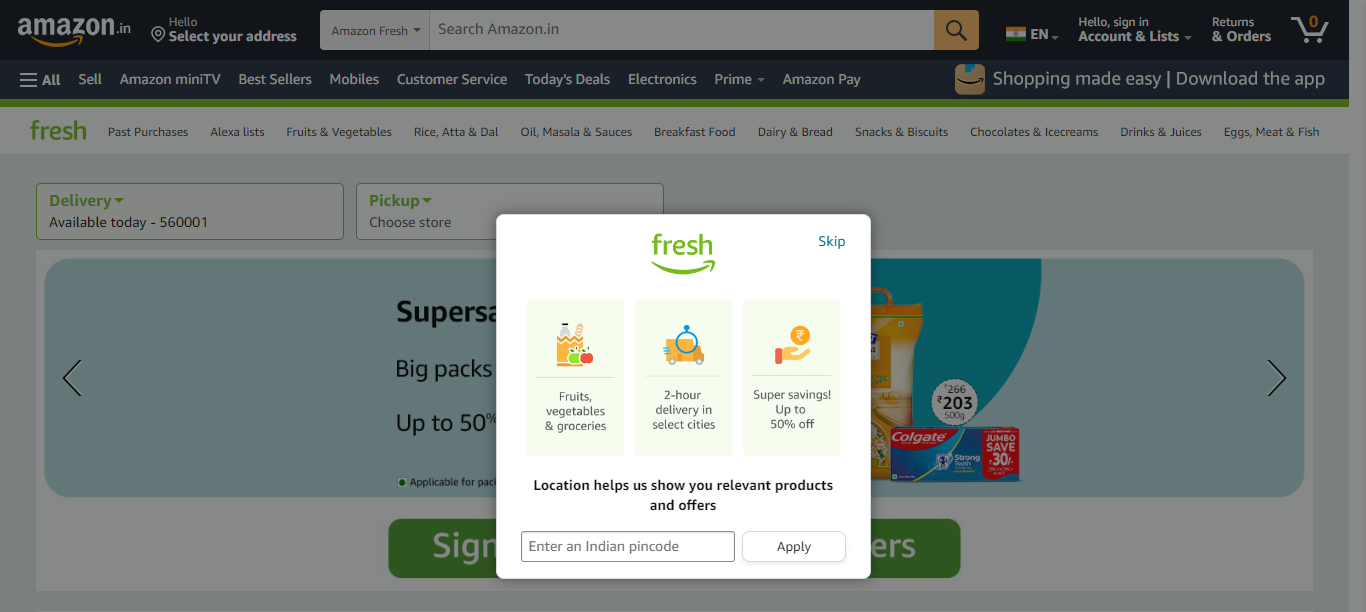 amazon.in
Hello
Select your address
Amazon Fresh
Search Amazon.in
EN
Hello, sign in
Account & Lists
Returns
& Orders
0
All
Sell
Amazon miniTV
Best Sellers
Mobiles
Customer Service
Today's Deals
Electronics
Prime
Amazon Pay
Shopping made easy | Download the app
fresh
Past Purchases
Alexa lists
Fruits & Vegetables
Rice, Atta & Dal
Oil, Masala & Sauces
Breakfast Food
Dairy & Bread
Snacks & Biscuits
Chocolates & Icecreams
Drinks & Juices
Eggs, Meat & Fish
Delivery
Available today - 560001
Pickup
Choose store
fresh
Skip
Supersa
Big packs
Up to 50%
Applicable for pack
Fruits,
vegetables
& groceries
2-hour
delivery in
select cities
₹
Super savings!
Up to
50% off
₹266
₹203
500g
Colgate
Strong
Teeth
JUMBO
SAVE
₹30/-
Location helps us show you relevant products
and offers
Enter an Indian pincode
Apply
Sign
ers